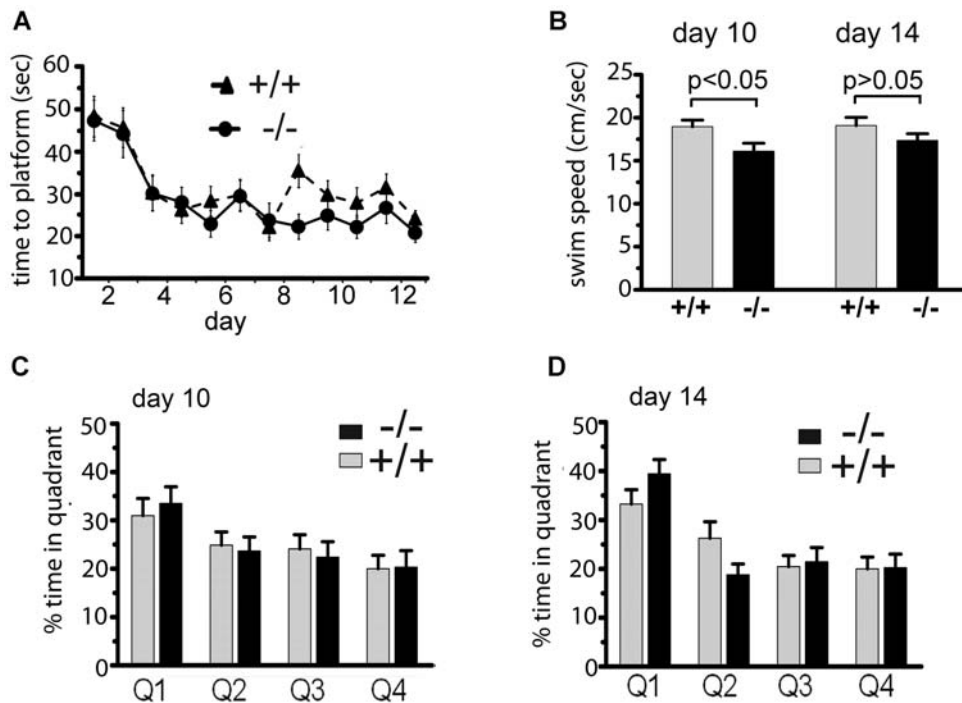 A
time to platform (sec)
60
50
40
30
20
10
+/+
-/-
2 4 6 8 10 12
day
B
day 10 day 14
swim speed (cm/sec)
25
20
15
10
5
0
p<0.05 p>0.05
+/+ -/- +/+ -/-
C
day 10
% time in quadrant
50
40
30
20
10
0
-/-
+/+
Q1 Q2 Q3 Q4
D
day 14
% time in quadrant
50
40
30
20
10
0
-/-
+/+
Q1 Q2 Q3 Q4